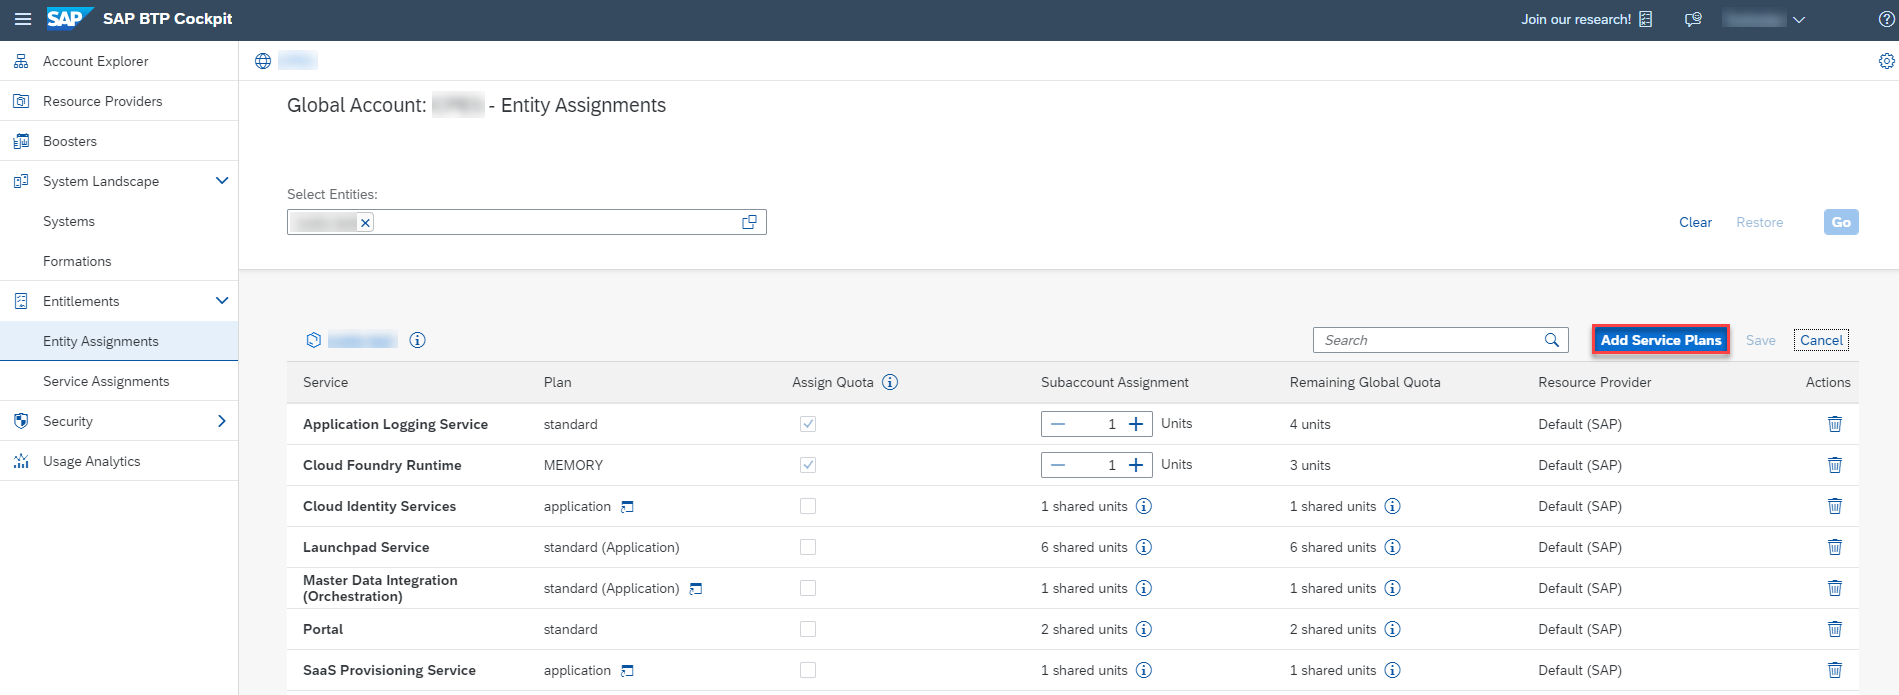 SAP SAP BTP Cockpit
Join our research!
Account Explorer
Resource Providers
Boosters
System Landscape
Systems
Formations
Entitlements
Entity Assignments
Service Assignments
Security
Usage Analytics
Global Account: - Entity Assignments
Select Entities:
Clear Restore Go
Search Add Service Plans Save Cancel
Service Plan Assign Quota Subaccount Assignment Remaining Global Quota Resource Provider Actions
Application Logging Service standard 1 Units 4 units Default (SAP)
Cloud Foundry Runtime MEMORY 1 Units 3 units Default (SAP)
Cloud Identity Services application 1 shared units 1 shared units Default (SAP)
Launchpad Service standard (Application) 6 shared units 6 shared units Default (SAP)
Master Data Integration
(Orchestration) standard (Application) 1 shared units 1 shared units Default (SAP)
Portal standard 2 shared units 2 shared units Default (SAP)
SaaS Provisioning Service application 1 shared units 1 shared units Default (SAP)